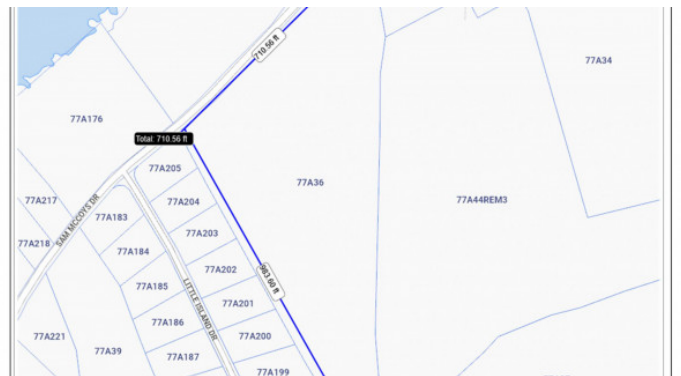 710.56 ft
77A34
77A176
Total: 710.56 ft
77A205
77A36
77A217
77A204
77A44REM3
SAM MCCOYS DR
77A183
77A203
77A218
77A184
77A202
983.60 ft
77A185
LITTLE ISLAND DR
77A201
77A186
77A200
77A221
77A39
77A187
77A199